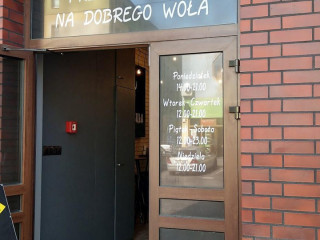 NA DOBREGO WOŁA
Poniedziałek
14.00-21.00
Wtorek - Czwartek
12.00-21.00
Piątek - Sobota
12.00-23.00
Niedziela
12.00-21.00